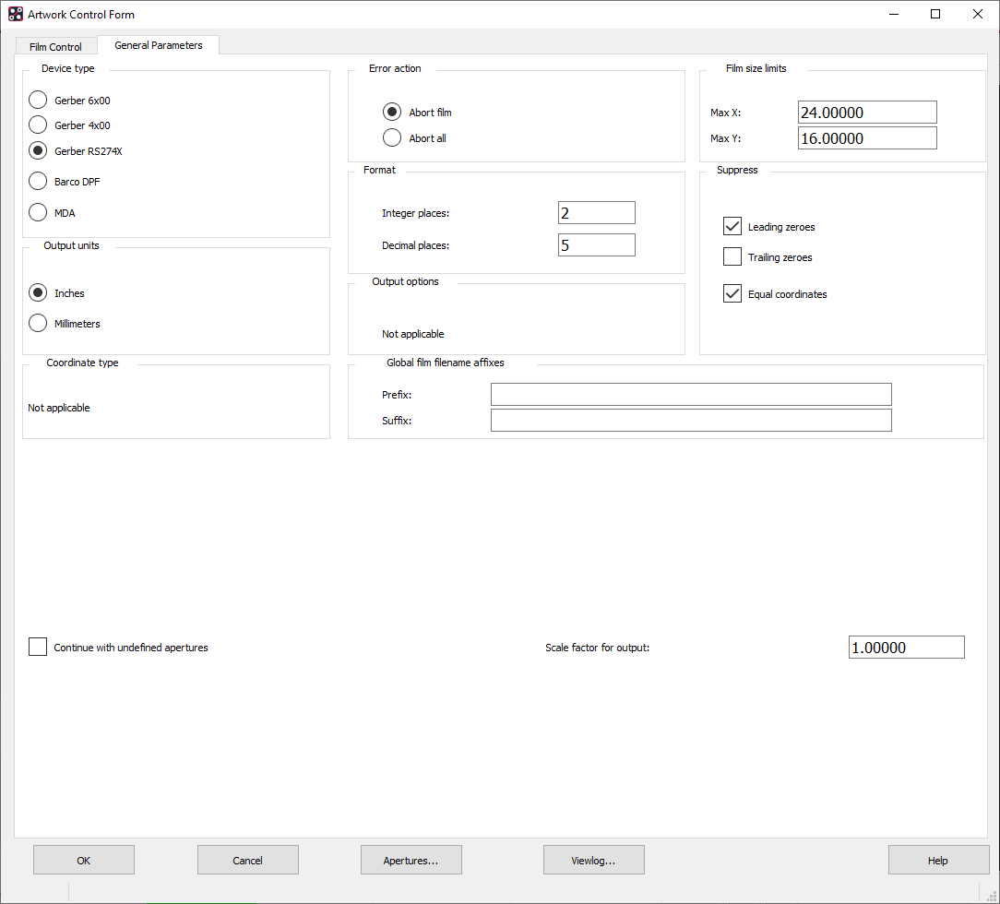 Artwork Control Form
Film Control
General Parameters
Device type
Gerber 6x00
Gerber 4x00
Gerber RS274X
Barco DPF
MDA
Error action
Abort film
Abort all
Film size limits
Max X: 24.00000
Max Y: 16.00000
Format
Integer places: 2
Decimal places: 5
Suppress
Leading zeroes
Trailing zeroes
Equal coordinates
Output units
Inches
Millimeters
Output options
Not applicable
Coordinate type
Not applicable
Global film filename affixes
Prefix:
Suffix:
Continue with undefined apertures
Scale factor for output: 1.00000
OK
Cancel
Apertures...
Viewlog...
Help